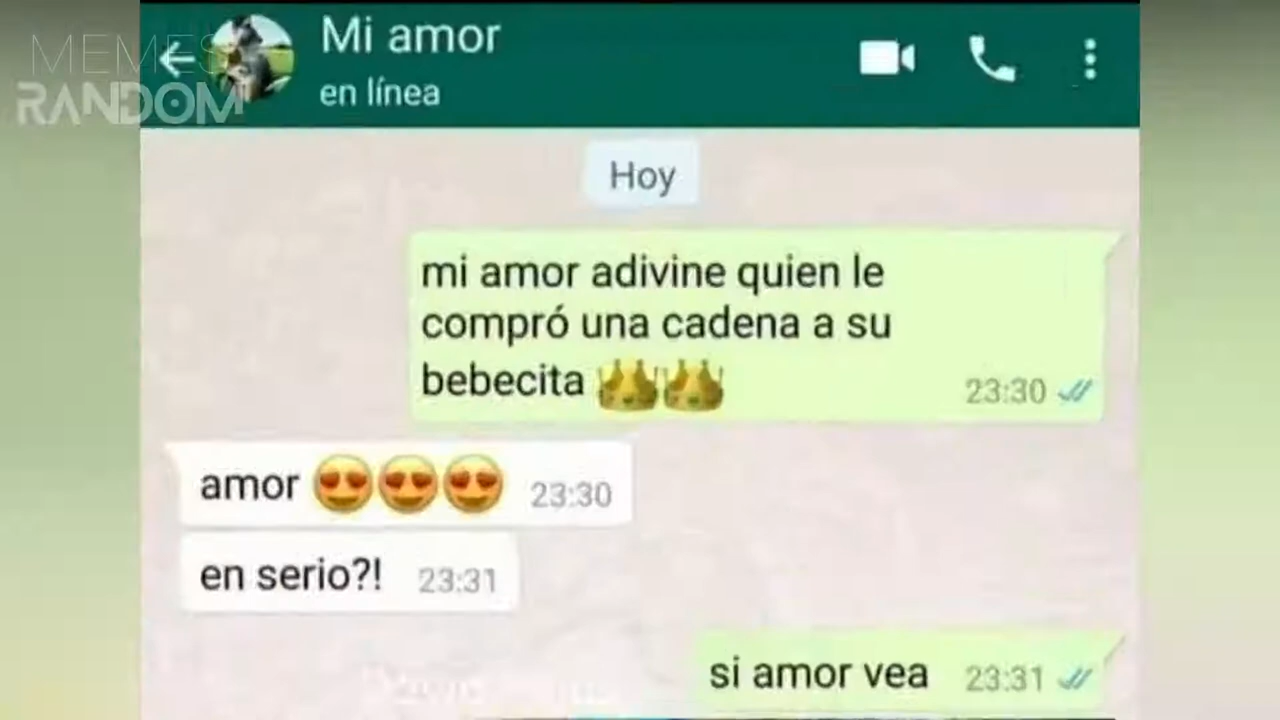 MEMES
RANDOM
Mi amor
en línea
Hoy
mi amor adivine quien le
compró una cadena a su
bebecita 👑👑
23:30
amor 😍😍😍 23:30
en serio?! 23:31
si amor vea 23:31